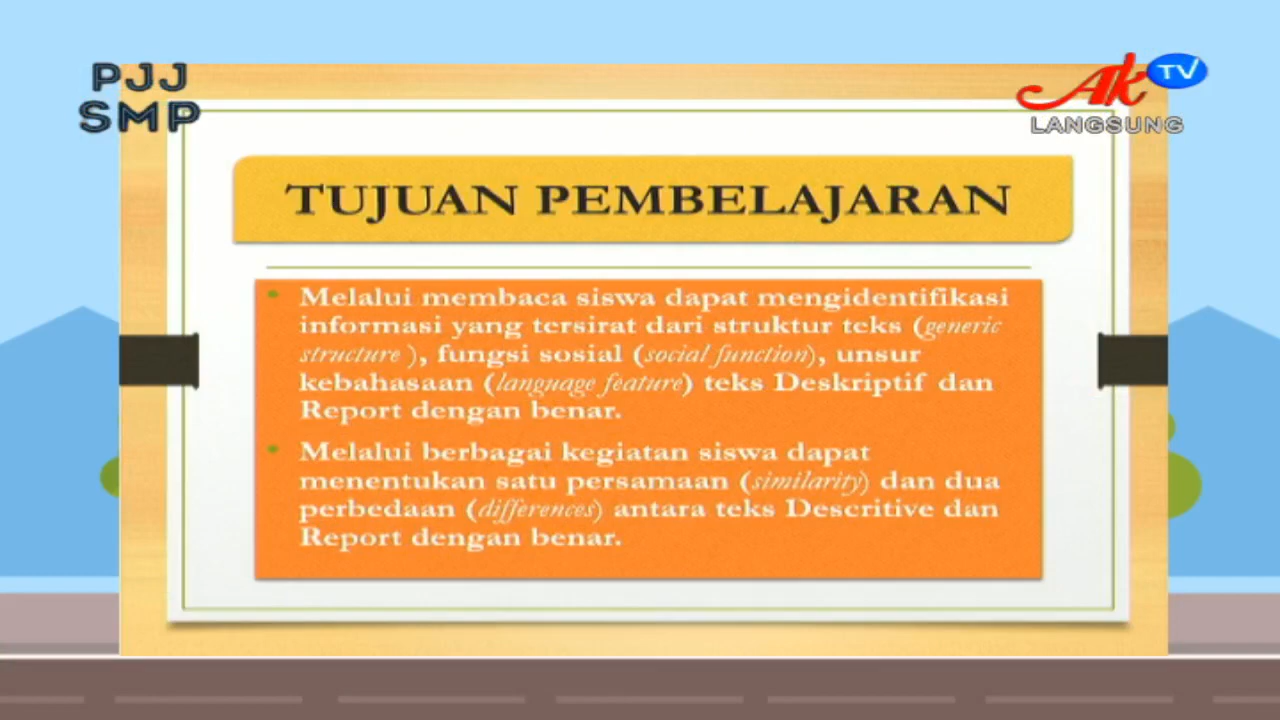 PJJ
SMP
Ak TV
LANGSUNG
TUJUAN PEMBELAJARAN
• Melalui membaca siswa dapat mengidentifikasi
informasi yang tersirat dari struktur teks (generic
structure ), fungsi sosial (social function), unsur
kebahasaan (language feature) teks Deskriptif dan
Report dengan benar.
• Melalui berbagai kegiatan siswa dapat
menentukan satu persamaan (similarity) dan dua
perbedaan (differences) antara teks Descritive dan
Report dengan benar.